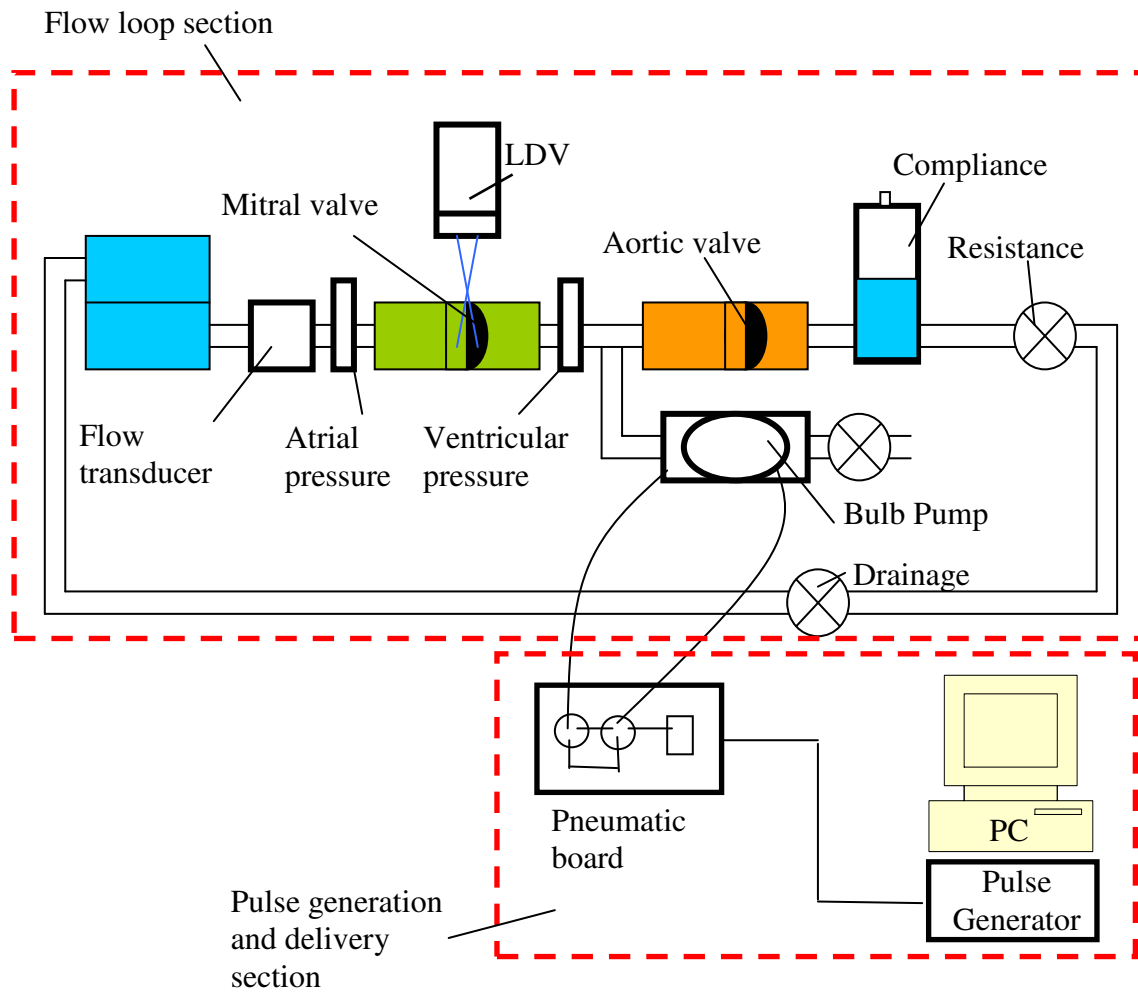 Flow loop section
LDV
Compliance
Mitral valve
Aortic valve
Resistance
Flow
transducer
Atrial
pressure
Ventricular
pressure
Bulb Pump
Drainage
Pneumatic
board
PC
Pulse
Generator
Pulse generation
and delivery
section